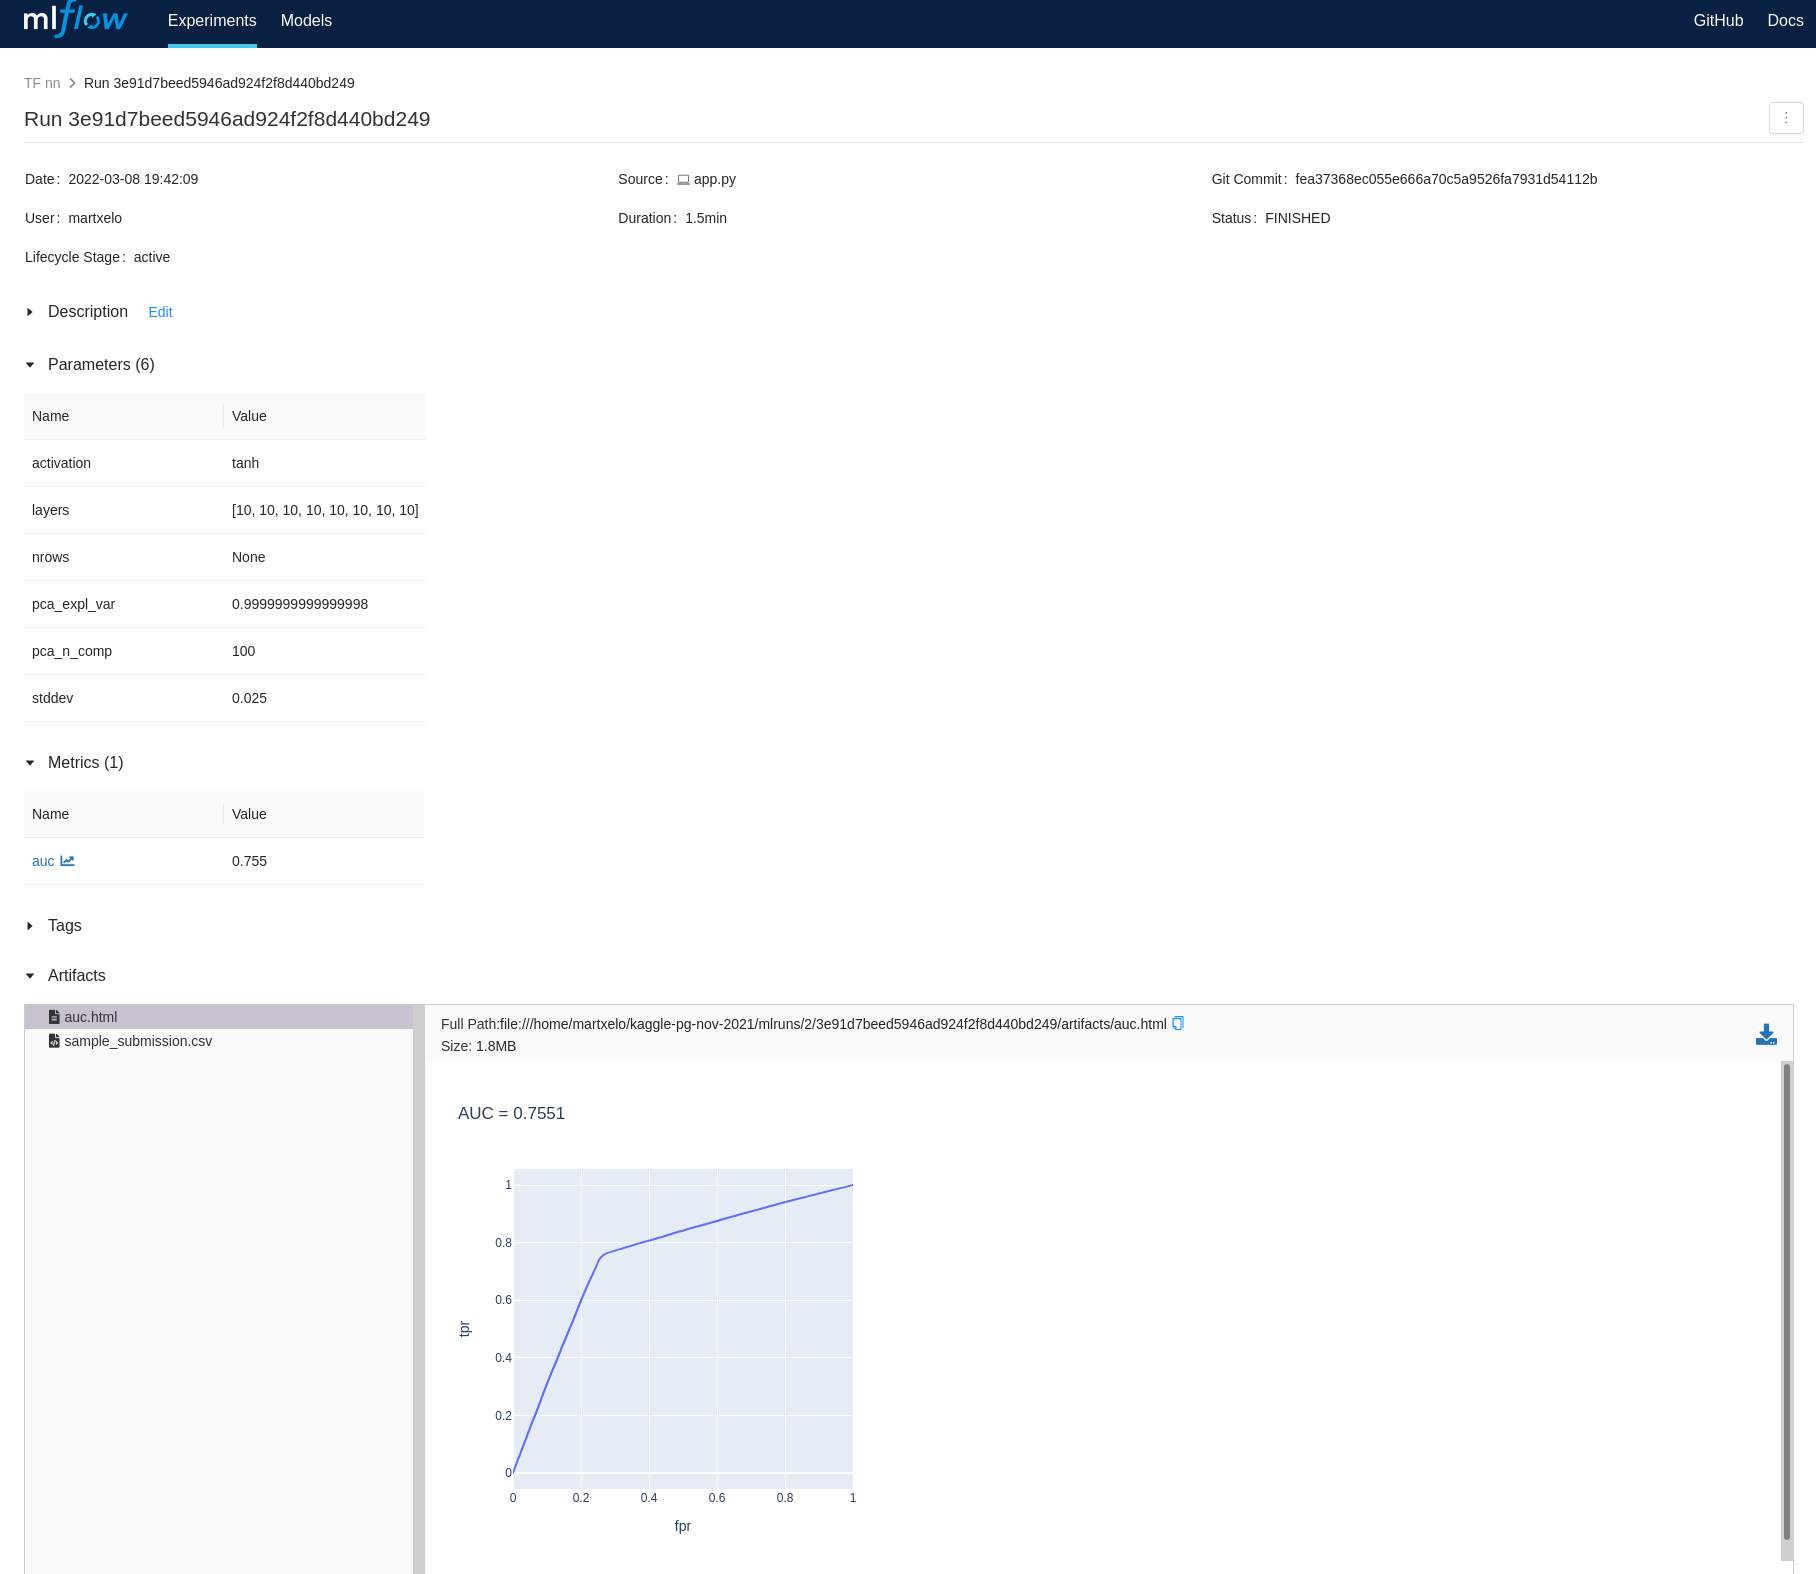 mlflow Experiments Models GitHub Docs
TF nn > Run 3e91d7beed5946ad924f2f8d440bd249
Run 3e91d7beed5946ad924f2f8d440bd249
Date: 2022-03-08 19:42:09 Source: app.py Git Commit: fea37368ec055e666a70c5a9526fa7931d54112b
User: martxelo Duration: 1.5min Status: FINISHED
Lifecycle Stage: active
Description Edit
Parameters (6)
Name Value
activation tanh
layers [10, 10, 10, 10, 10, 10, 10, 10]
nrows None
pca_expl_var 0.9999999999999998
pca_n_comp 100
stddev 0.025
Metrics (1)
Name Value
auc 0.755
Tags
Artifacts
auc.html
sample_submission.csv
Full Path:file:///home/martxelo/kaggle-pg-nov-2021/mlruns/2/3e91d7beed5946ad924f2f8d440bd249/artifacts/auc.html
Size: 1.8MB
AUC = 0.7551
1
0.8
0.6
0.4
0.2
0
tpr
0 0.2 0.4 0.6 0.8 1
fpr